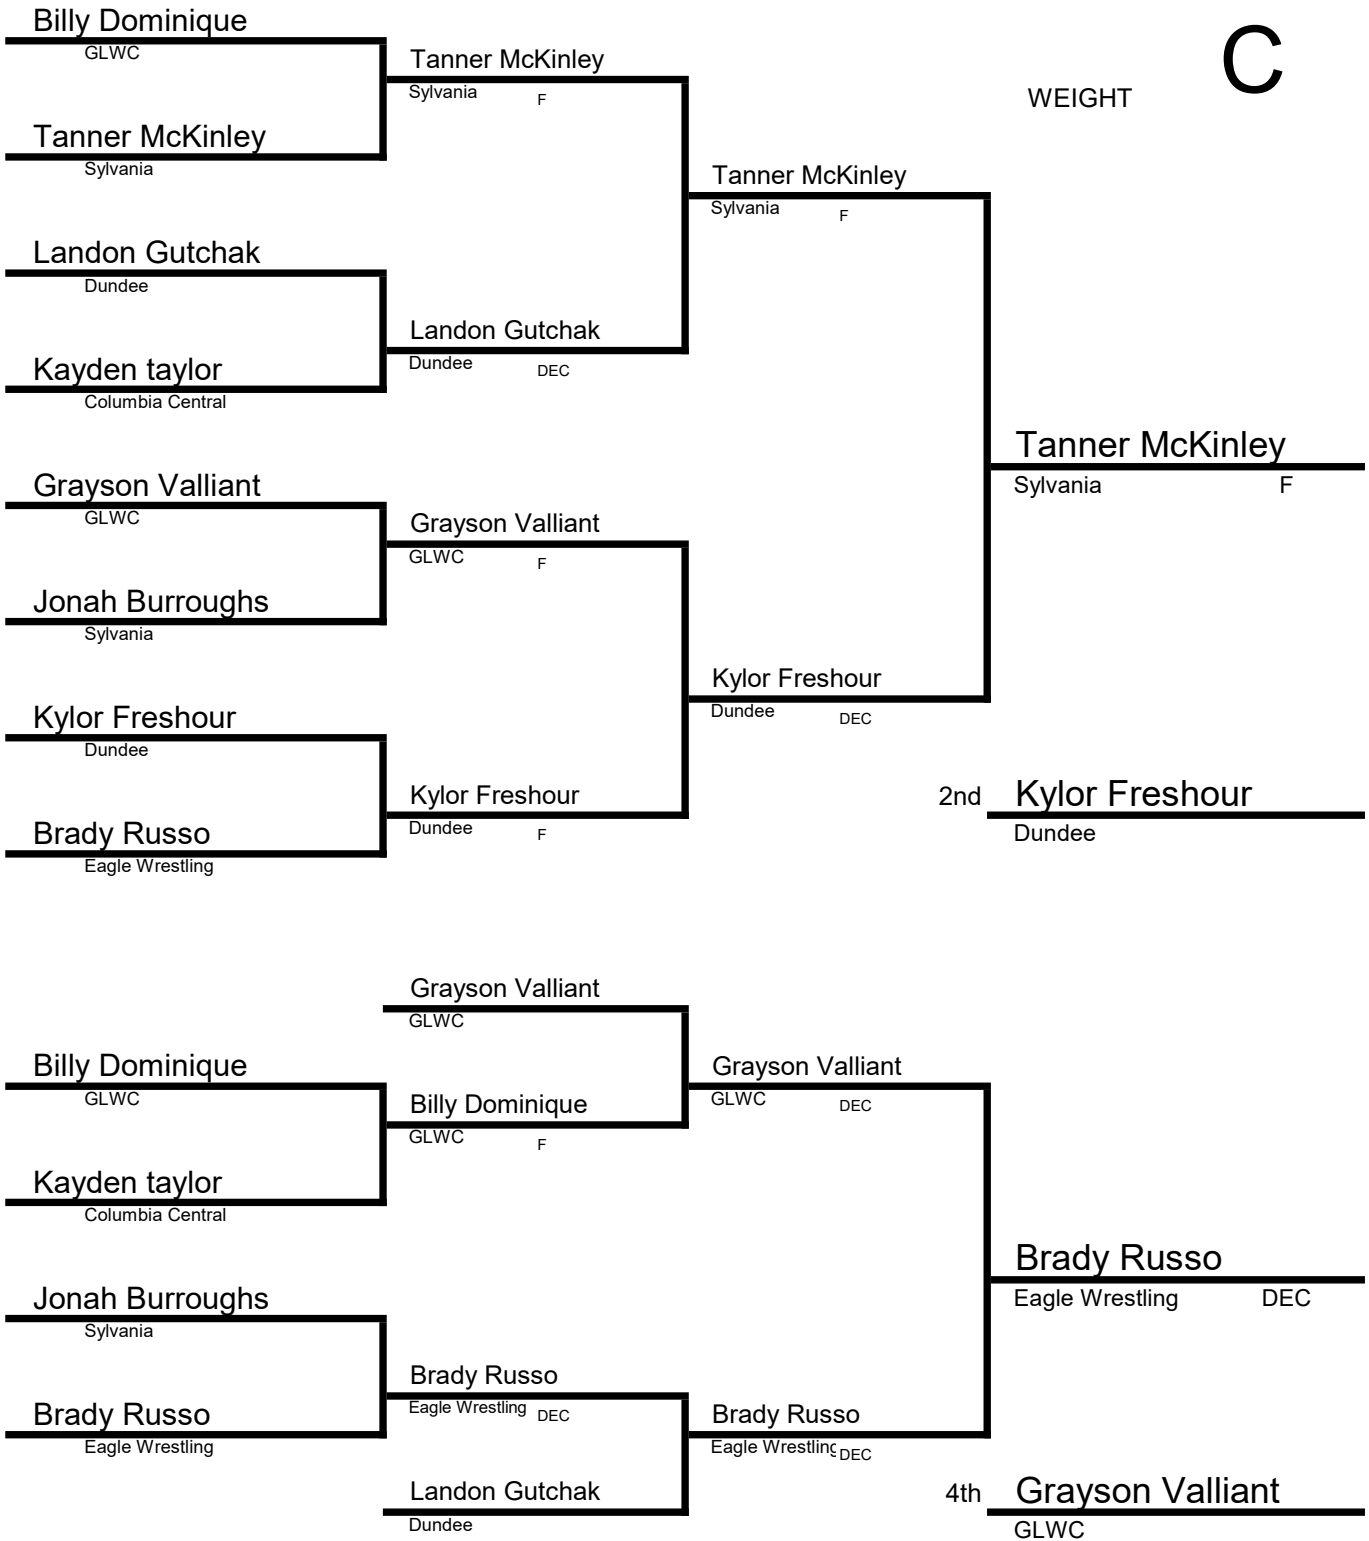 Billy Dominique
GLWC
Tanner McKinley
Sylvania F
C
WEIGHT
Tanner McKinley
Sylvania
Tanner McKinley
Sylvania F
Landon Gutchak
Dundee
Landon Gutchak
Dundee DEC
Kayden taylor
Columbia Central
Tanner McKinley
Sylvania F
Grayson Valliant
GLWC
Grayson Valliant
GLWC F
Jonah Burroughs
Sylvania
Kylor Freshour
Dundee DEC
Kylor Freshour
Dundee
Kylor Freshour
Dundee F
2nd Kylor Freshour
Dundee
Brady Russo
Eagle Wrestling
Grayson Valliant
GLWC
Billy Dominique
GLWC
Grayson Valliant
GLWC DEC
Billy Dominique
GLWC F
Kayden taylor
Columbia Central
Brady Russo
Eagle Wrestling DEC
Jonah Burroughs
Sylvania
Brady Russo
Eagle Wrestling DEC
Brady Russo
Eagle Wrestling
Brady Russo
Eagle Wrestling DEC
Landon Gutchak
Dundee
4th Grayson Valliant
GLWC